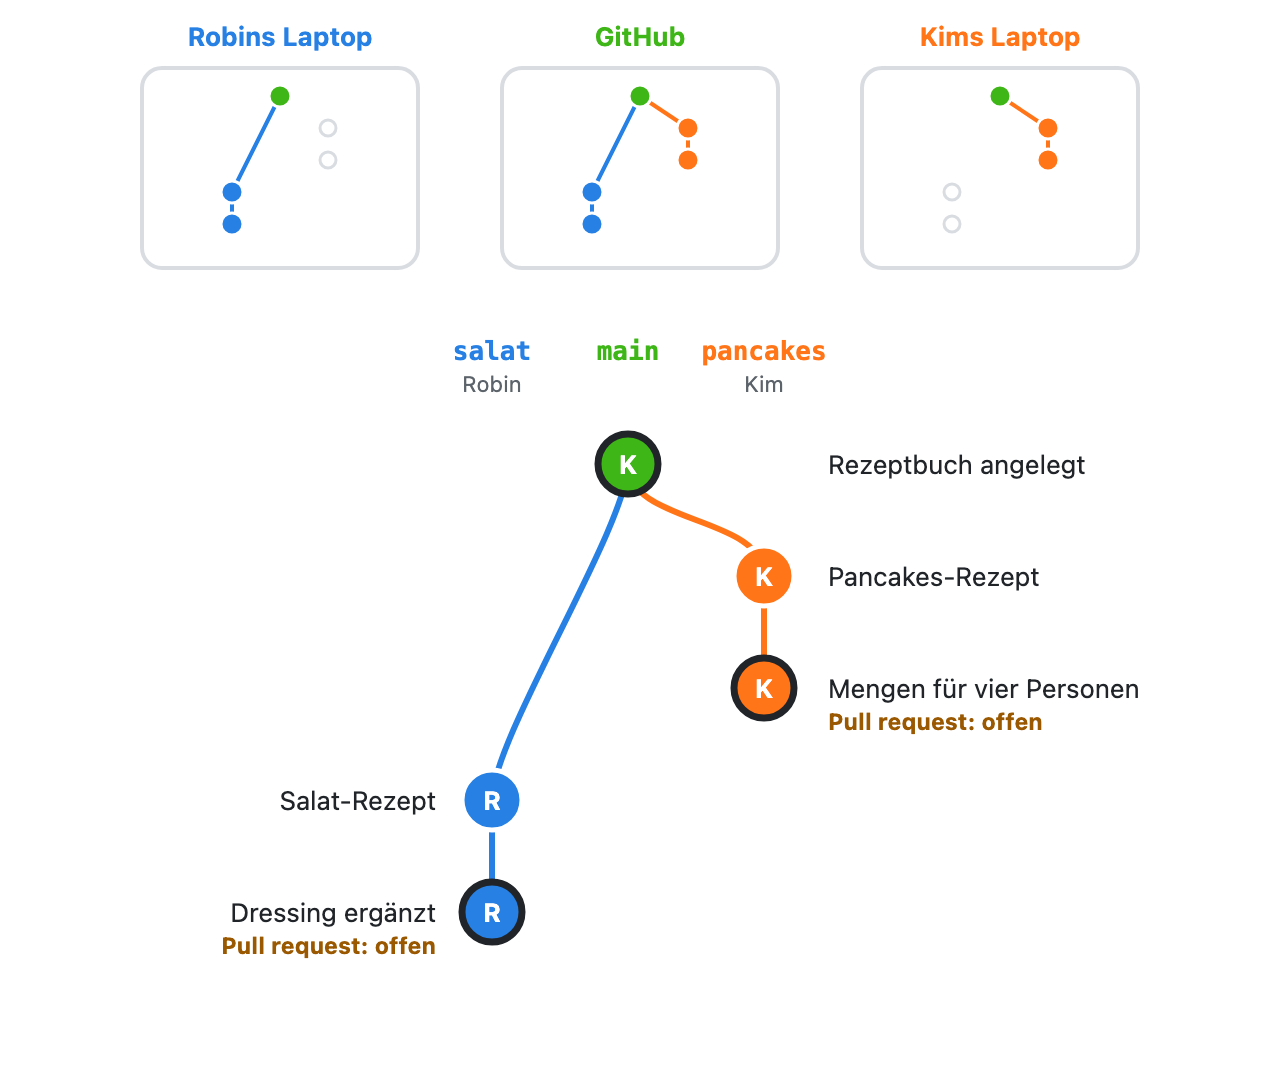 Robins Laptop
GitHub
Kims Laptop
salat
main
pancakes
Robin
Kim
K
Rezeptbuch angelegt
K
Pancakes-Rezept
K
Mengen für vier Personen
Pull request: offen
Salat-Rezept
R
Dressing ergänzt
R
Pull request: offen